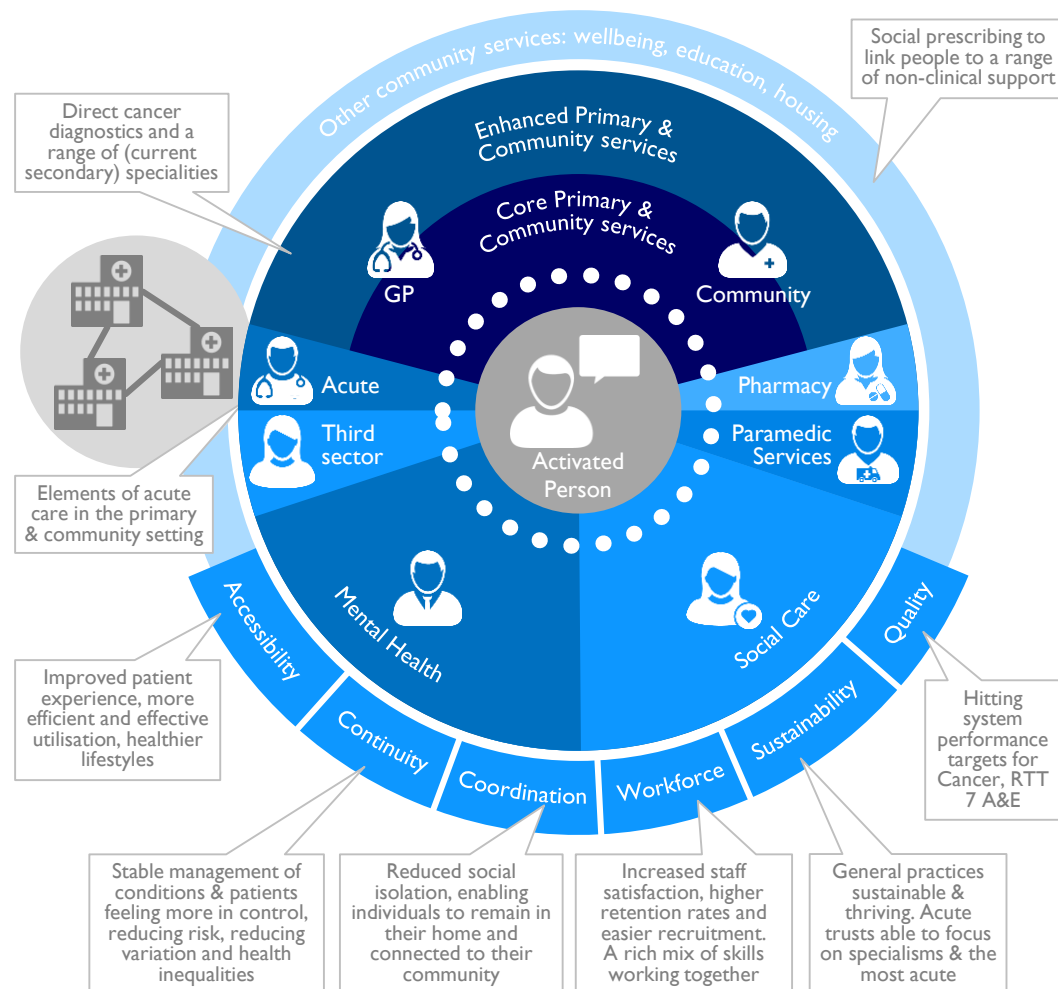 Other community services: wellbeing, education, housing
Social prescribing to
link people to a range
of non-clinical support
Direct cancer
diagnostics and a
range of (current
secondary) specialities
Enhanced Primary &
Community services
Core Primary &
Community services
GP
Community
Acute
Pharmacy
Third
sector
Paramedic
Services
Activated
Person
Elements of acute
care in the primary
& community setting
Mental Health
Social Care
Accessibility
Continuity
Coordination
Workforce
Sustainability
Quality
Improved patient
experience, more
efficient and effective
utilisation, healthier
lifestyles
Hitting
system
performance
targets for
Cancer, RTT
7 A&E
Stable management of
conditions & patients
feeling more in control,
reducing risk, reducing
variation and health
inequalities
Reduced social
isolation, enabling
individuals to remain in
their home and
connected to their
community
Increased staff
satisfaction, higher
retention rates and
easier recruitment.
A rich mix of skills
working together
General practices
sustainable &
thriving. Acute
trusts able to focus
on specialisms & the
most acute